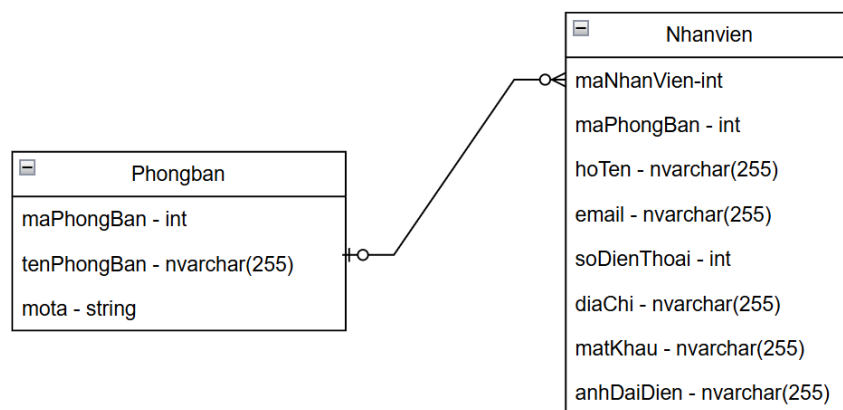 Phongban
maPhongBan - int
tenPhongBan - nvarchar(255)
mota - string
Nhanvien
maNhanVien-int
maPhongBan - int
hoTen - nvarchar(255)
email - nvarchar(255)
soDienThoai - int
diaChi - nvarchar(255)
matKhau - nvarchar(255)
anhDaiDien - nvarchar(255)